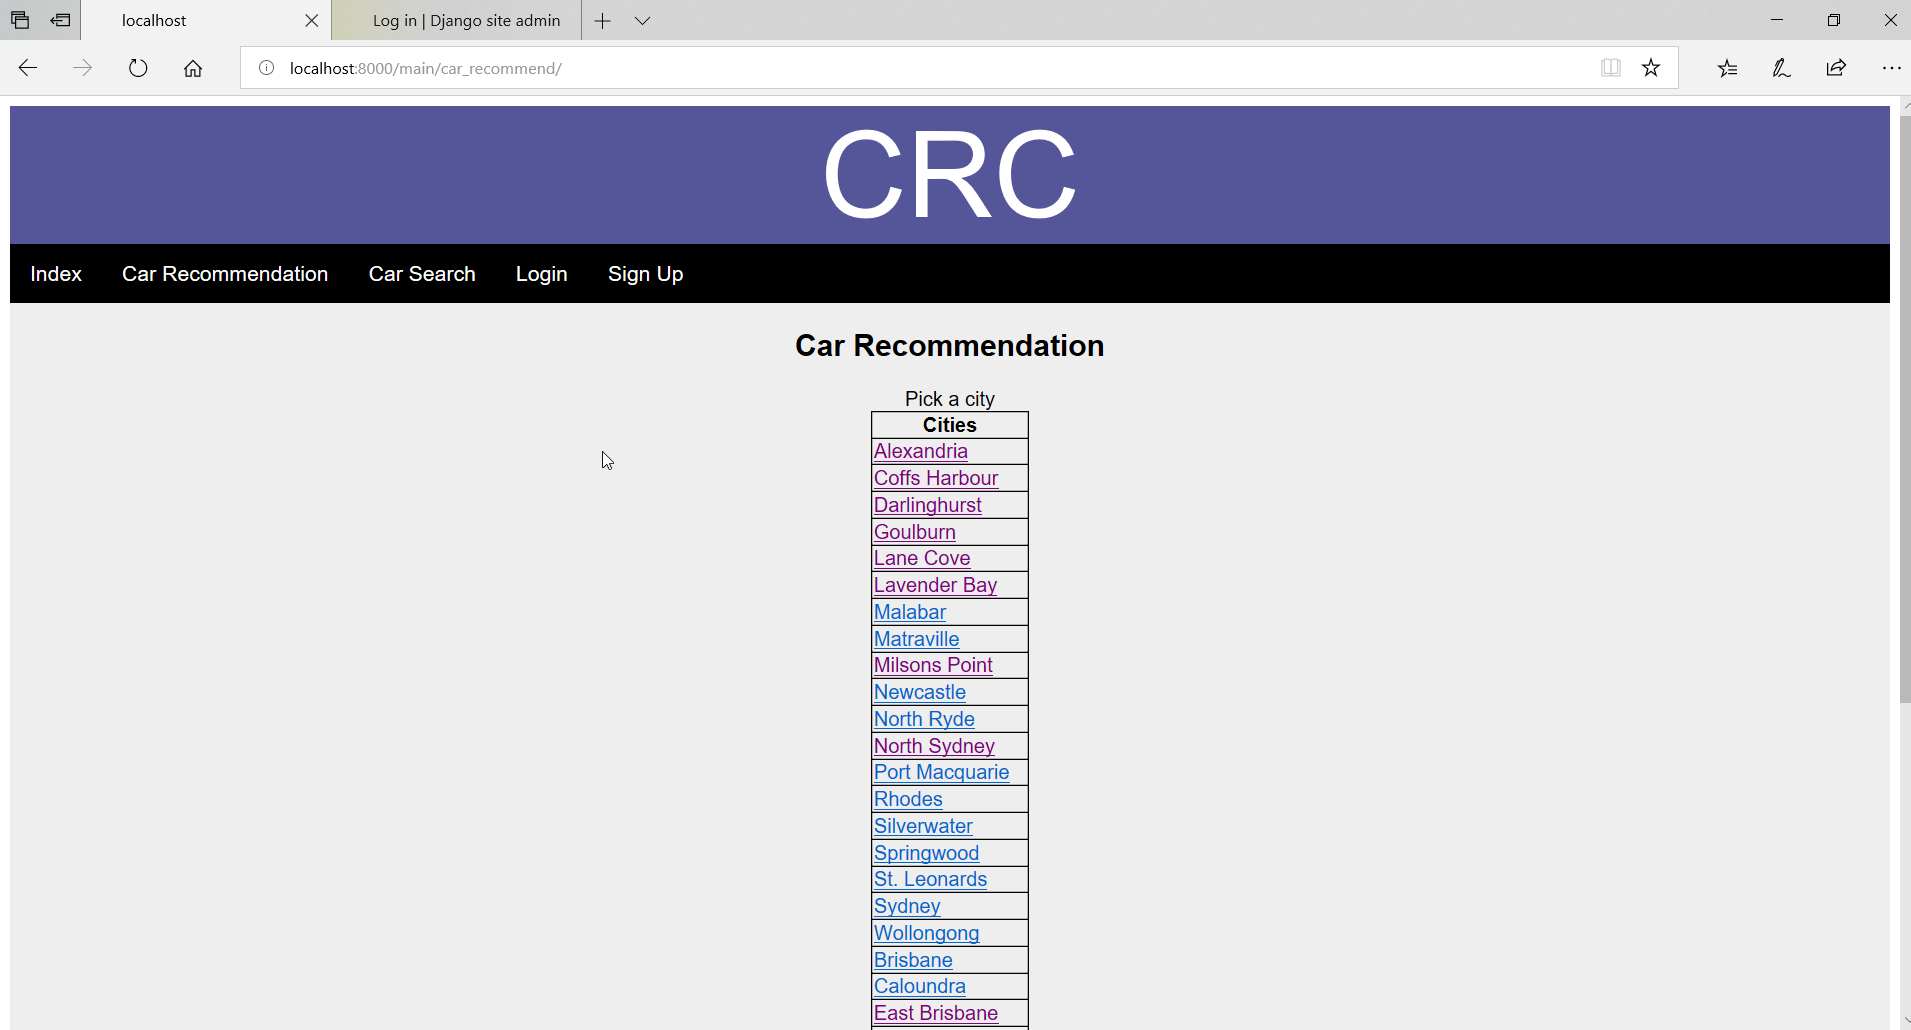 localhost
Log in | Django site admin
localhost:8000/main/car_recommend/
CRC
Index Car Recommendation Car Search Login Sign Up
Car Recommendation
Pick a city
Cities
Alexandria
Coffs Harbour
Darlinghurst
Goulburn
Lane Cove
Lavender Bay
Malabar
Matraville
Milsons Point
Newcastle
North Ryde
North Sydney
Port Macquarie
Rhodes
Silverwater
Springwood
St. Leonards
Sydney
Wollongong
Brisbane
Caloundra
East Brisbane